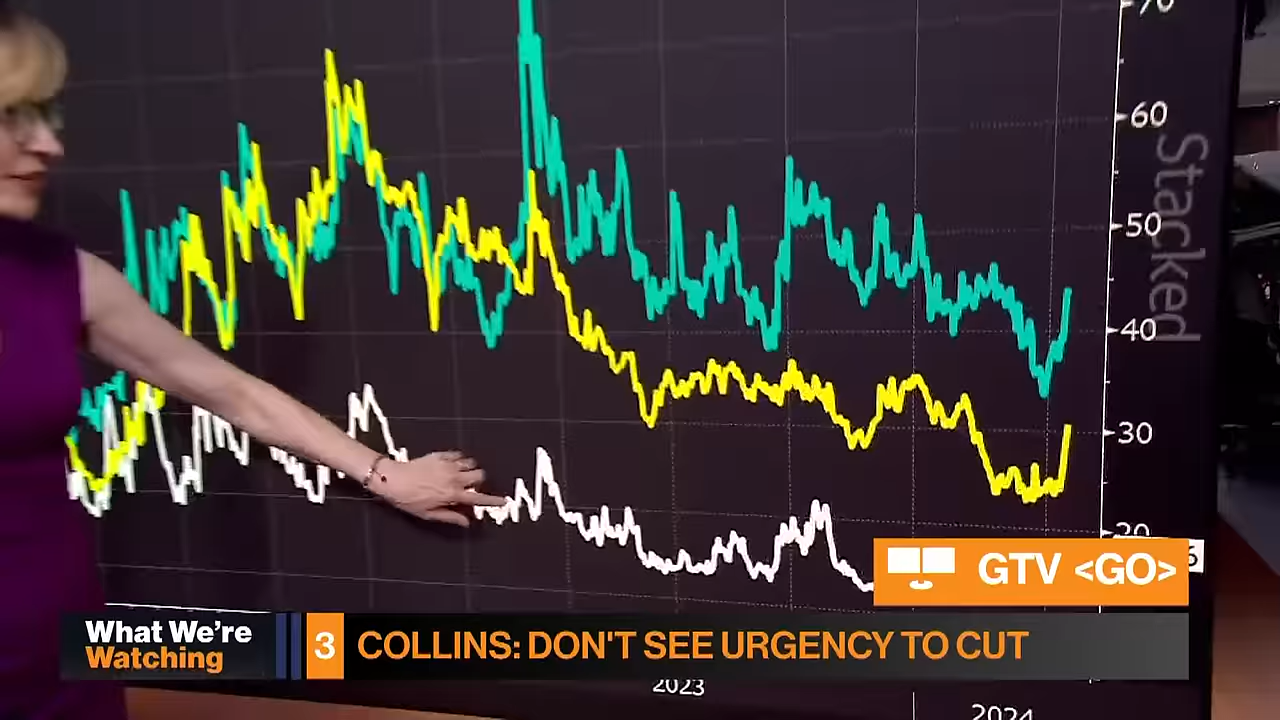 70
60
50
40
30
20
Stacked
6
GTV <GO>
What We're
Watching
3
COLLINS: DON'T SEE URGENCY TO CUT
2023
2024